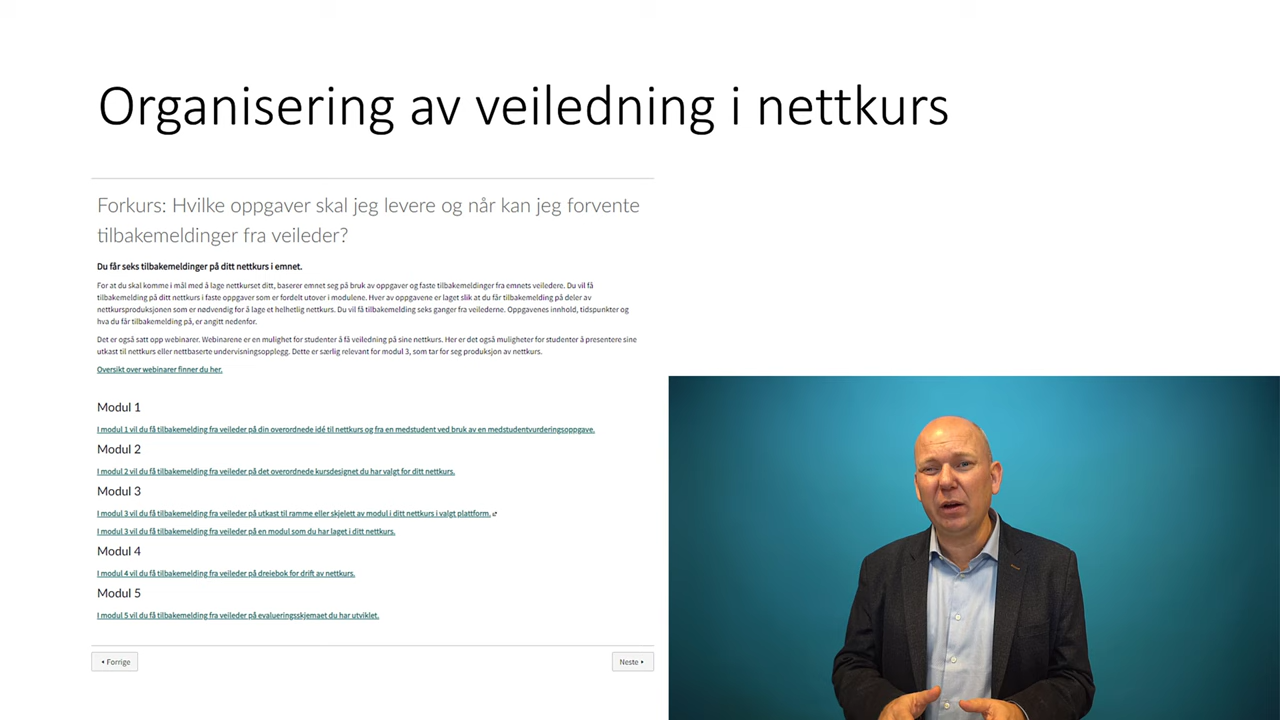 Organisering av veiledning i nettkurs
Forkurs: Hvilke oppgaver skal jeg levere og når kan jeg forvente
tilbakemeldinger fra veileder?
Du får seks tilbakemeldinger på ditt nettkurs i emnet.
For at du skal komme i mål med å lage nettkurset ditt, baserer emnet seg på bruk av oppgaver og faste tilbakemeldinger fra emnets veiledere. Du vil få
tilbakemelding på ditt nettkurs i faste oppgaver som er fordelt utover i modulene. Hver av oppgavene er laget slik at du får tilbakemelding på deler av
nettkursproduksjonen som er nødvendig for å lage et helhetlig nettkurs. Du vil få tilbakemelding seks ganger fra veilederne. Oppgavenes innhold, tidspunkter og
hva du får tilbakemelding på, er angitt nedenfor.
Det er også satt opp webinarer. Webinarene er en mulighet for studenter å få veiledning på sine nettkurs. Her er det også muligheter for studenter å presentere sine
utkast til nettkurs eller nettbaserte undervisningsopplegg. Dette er særlig relevant for modul 3, som tar for seg produksjon av nettkurs.
Oversikt over webinarer finner du her.
Modul 1
I modul 1 vil du få tilbakemelding fra veileder på din overordnede idé til nettkurs og fra en medstudent ved bruk av en medstudentvurderingsoppgave.
Modul 2
I modul 2 vil du få tilbakemelding fra veileder på det overordnede kursdesignet du har valgt for ditt nettkurs.
Modul 3
I modul 3 vil du få tilbakemelding fra veileder på utkast til ramme eller skjelett av modul i ditt nettkurs i valgt plattform.
I modul 3 vil du få tilbakemelding fra veileder på en modul som du har laget i ditt nettkurs.
Modul 4
I modul 4 vil du få tilbakemelding fra veileder på dreiebok for drift av nettkurs.
Modul 5
I modul 5 vil du få tilbakemelding fra veileder på evalueringsskjemaet du har utviklet.
Forrige
Neste